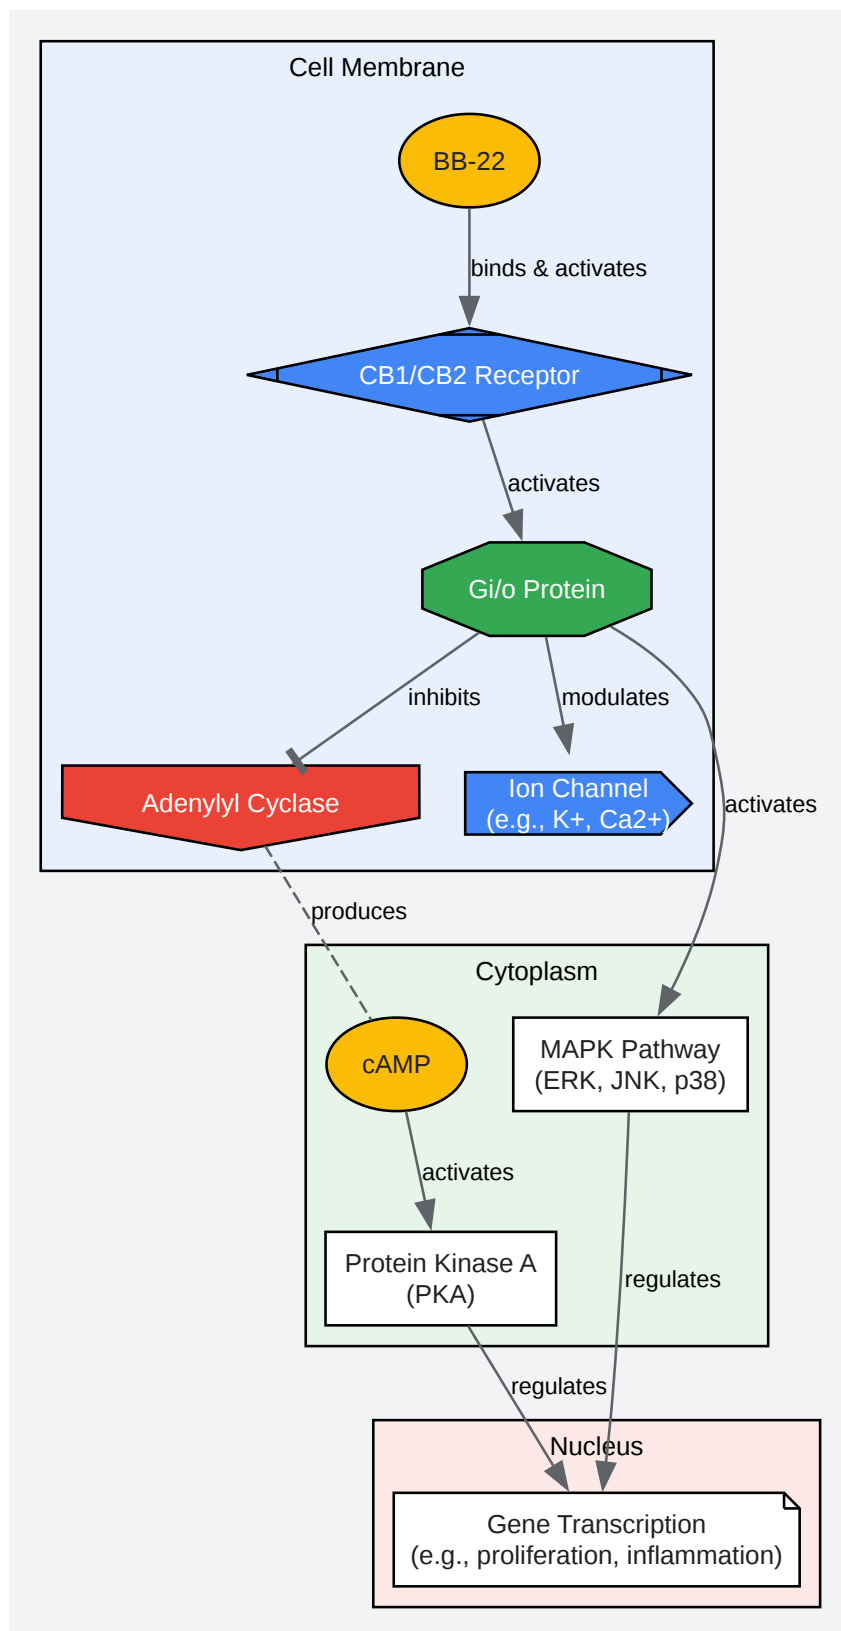 Cell Membrane
BB-22
binds & activates
CB1/CB2 Receptor
activates
Gi/o Protein
inhibits
modulates
Adenylyl Cyclase
Ion Channel
(e.g., K+, Ca2+)
activates
produces
Cytoplasm
cAMP
MAPK Pathway
(ERK, JNK, p38)
activates
Protein Kinase A
(PKA)
regulates
regulates
Nucleus
Gene Transcription
(e.g., proliferation, inflammation)